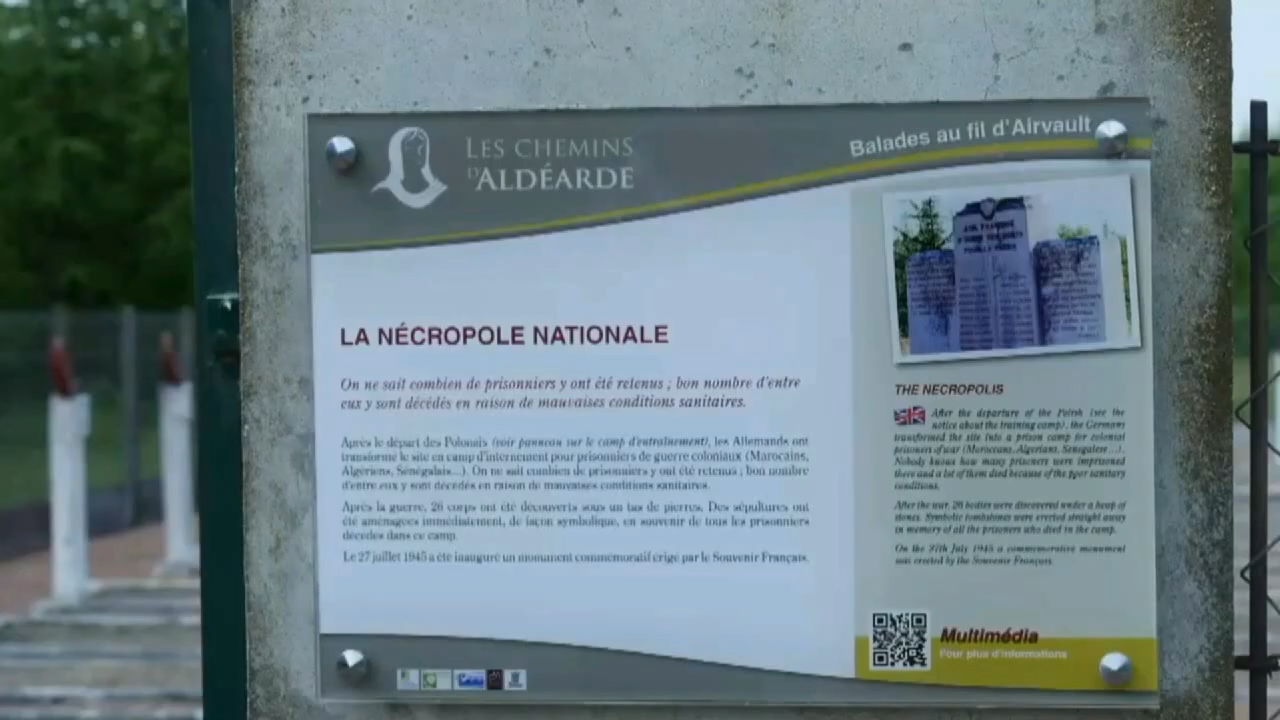 LES CHEMINS
D'ALDÉARDE
Balades au fil d'Airvault
LA NÉCROPOLE NATIONALE
On ne sait combien de prisonniers y ont été retenus ; bon nombre d'entre
eux y sont décédés en raison de mauvaises conditions sanitaires.
Après le départ des Polonais (voir panneau sur le camp d'entraînement), les Allemands ont
transformé le site en camp d'internement pour prisonniers de guerre coloniaux (Marocains,
Algériens, Sénégalais...). On ne sait combien de prisonniers y ont été retenus ; bon nombre
d'entre eux y sont décédés en raison de mauvaises conditions sanitaires.
Après la guerre, 26 corps ont été découverts sous un tas de pierres. Des sépultures ont
été aménagées immédiatement, de façon symbolique, en souvenir de tous les prisonniers
décédés dans ce camp.
Le 27 juillet 1945 a été inauguré un monument commémoratif érigé par le Souvenir Français.
THE NECROPOLIS
After the departure of the Polish (see the
notice about the training camp), the Germans
transformed the site into a prison camp for colonial
prisoners of war (Moroccans, Algerians, Senegalese...).
Nobody knows how many prisoners were imprisoned
there and a lot of them died because of the poor sanitary
conditions.
After the war, 26 bodies were discovered under a heap of
stones. Symbolic tombstones were erected straight away
in memory of all the prisoners who died in the camp.
On the 27th July 1945 a commemorative monument
was erected by the Souvenir Français.
Multimédia
Pour plus d'informations